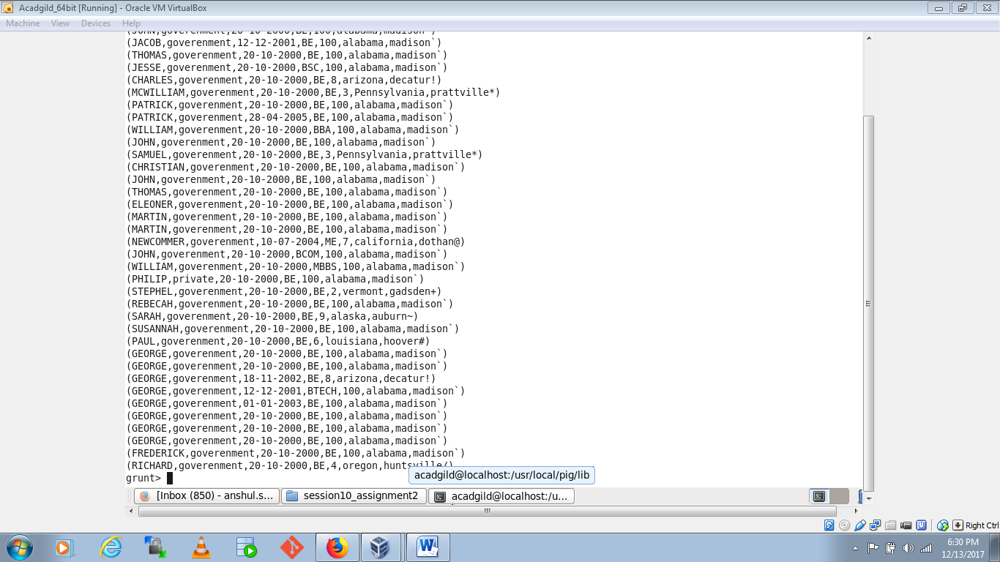 Acadgild_64bit [Running] - Oracle VM VirtualBox
Machine View Devices Help
(JOHN,goverenment,20-10-2000,BE,100,alabama,madison`)
(JACOB,goverenment,12-12-2001,BE,100,alabama,madison`)
(THOMAS,goverenment,20-10-2000,BE,100,alabama,madison`)
(JESSE,goverenment,20-10-2000,BSC,100,alabama,madison`)
(CHARLES,goverenment,20-10-2000,BE,8,arizona,decatur!)
(MCWILLIAM,goverenment,20-10-2000,BE,3,Pennsylvania,prattville*)
(PATRICK,goverenment,20-10-2000,BE,100,alabama,madison`)
(PATRICK,goverenment,28-04-2005,BE,100,alabama,madison`)
(WILLIAM,goverenment,20-10-2000,BBA,100,alabama,madison`)
(JOHN,goverenment,20-10-2000,BE,100,alabama,madison`)
(SAMUEL,goverenment,20-10-2000,BE,3,Pennsylvania,prattville*)
(CHRISTIAN,goverenment,20-10-2000,BE,100,alabama,madison`)
(JOHN,goverenment,20-10-2000,BE,100,alabama,madison`)
(THOMAS,goverenment,20-10-2000,BE,100,alabama,madison`)
(ELEONER,goverenment,20-10-2000,BE,100,alabama,madison`)
(MARTIN,goverenment,20-10-2000,BE,100,alabama,madison`)
(MARTIN,goverenment,20-10-2000,BE,100,alabama,madison`)
(NEWCOMMER,goverenment,10-07-2004,ME,7,california,dothan@)
(JOHN,goverenment,20-10-2000,BCOM,100,alabama,madison`)
(WILLIAM,goverenment,20-10-2000,MBBS,100,alabama,madison`)
(PHILIP,private,20-10-2000,BE,100,alabama,madison`)
(STEPHEL,goverenment,20-10-2000,BE,2,vermont,gadsden+)
(REBECAH,goverenment,20-10-2000,BE,100,alabama,madison`)
(SARAH,goverenment,20-10-2000,BE,9,alaska,auburn~)
(SUSANNAH,goverenment,20-10-2000,BE,100,alabama,madison`)
(PAUL,goverenment,20-10-2000,BE,6,louisiana,hoover#)
(GEORGE,goverenment,20-10-2000,BE,100,alabama,madison`)
(GEORGE,goverenment,20-10-2000,BE,100,alabama,madison`)
(GEORGE,goverenment,18-11-2002,BE,8,arizona,decatur!)
(GEORGE,goverenment,12-12-2001,BTECH,100,alabama,madison`)
(GEORGE,goverenment,01-01-2003,BE,100,alabama,madison`)
(GEORGE,goverenment,20-10-2000,BE,100,alabama,madison`)
(GEORGE,goverenment,20-10-2000,BE,100,alabama,madison`)
(GEORGE,goverenment,20-10-2000,BE,100,alabama,madison`)
(FREDERICK,goverenment,20-10-2000,BE,100,alabama,madison`)
(RICHARD,goverenment,20-10-2000,BE,4,oregon,huntsville/)
grunt>
acadgild@localhost:/usr/local/pig/lib
[Inbox (850) - anshul.s... session10_assignment2 acadgild@localhost:/u...
Right Ctrl
6:30 PM
12/13/2017